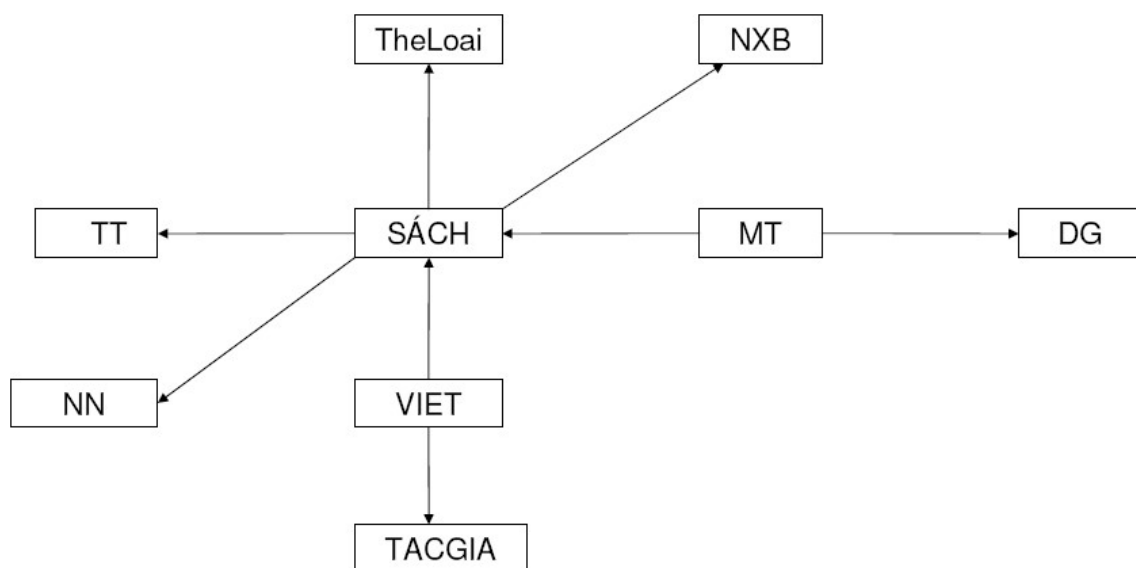 TheLoai
NXB
TT
SÁCH
MT
DG
NN
VIET
TACGIA